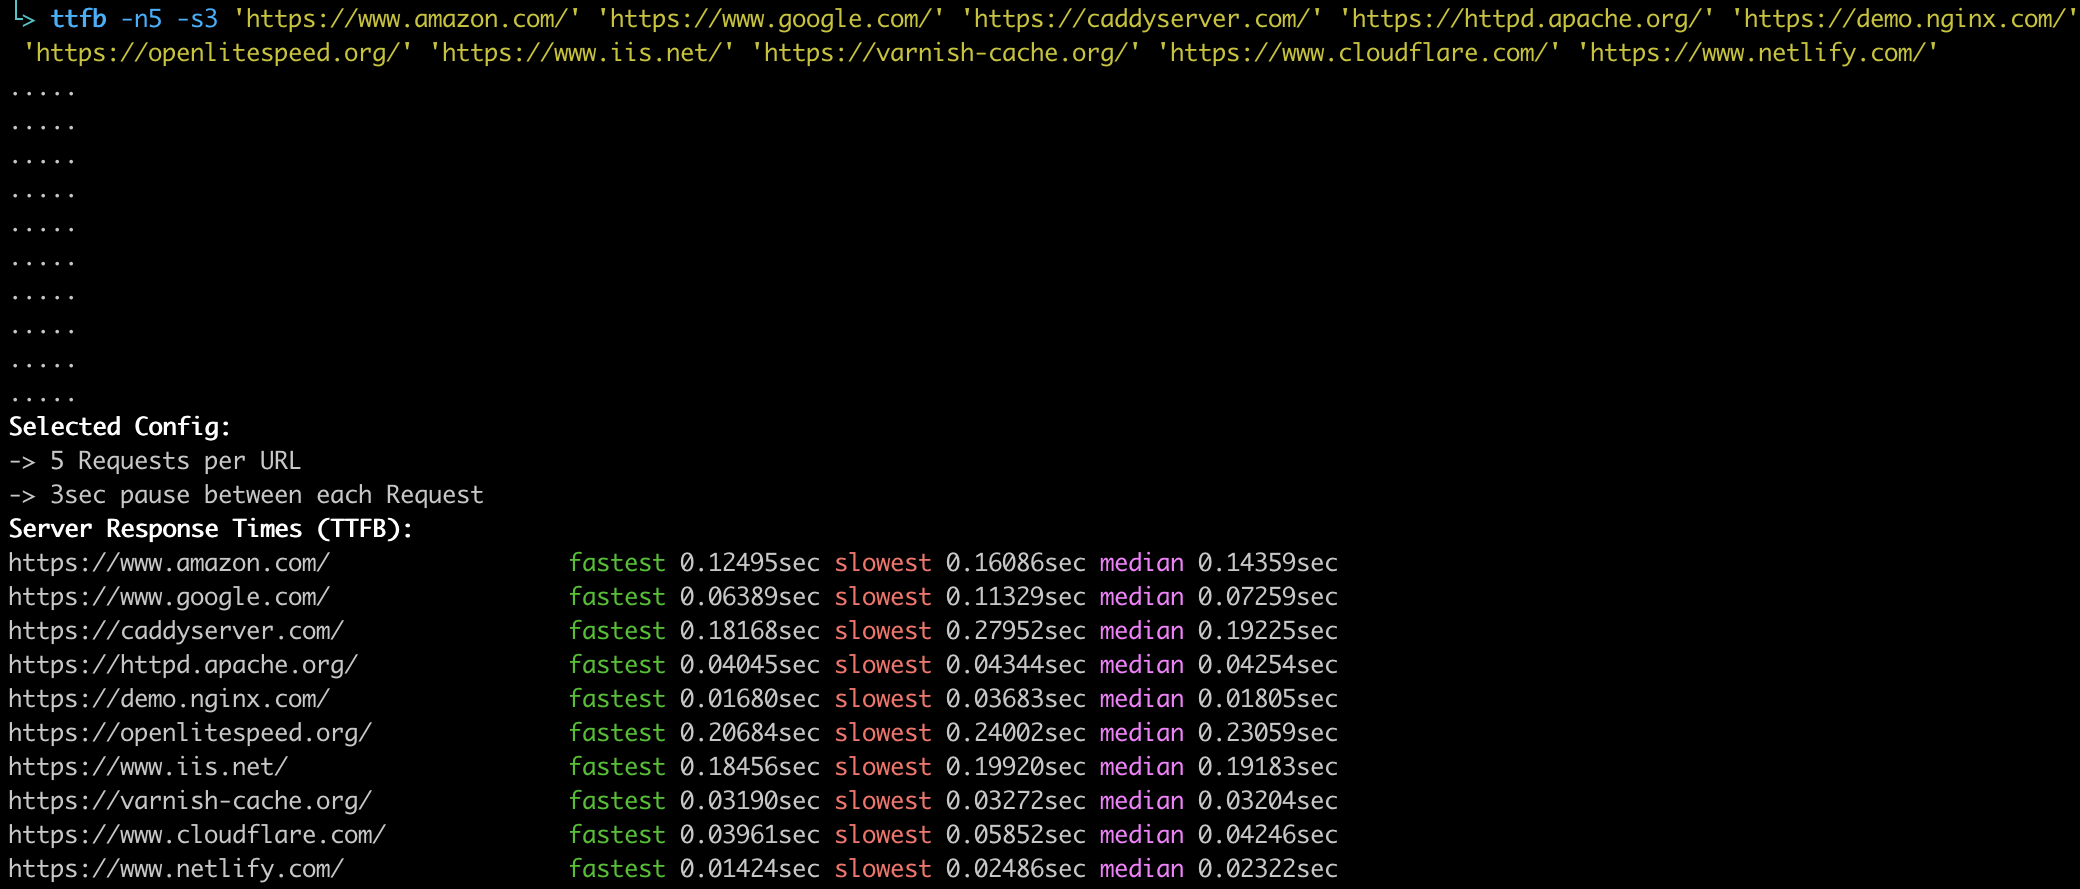 └> ttfb -n5 -s3 'https://www.amazon.com/' 'https://www.google.com/' 'https://caddyserver.com/' 'https://httpd.apache.org/' 'https://demo.nginx.com/'
'https://openlitespeed.org/' 'https://www.iis.net/' 'https://varnish-cache.org/' 'https://www.cloudflare.com/' 'https://www.netlify.com/'
.....
.....
.....
.....
.....
.....
.....
.....
.....
.....
Selected Config:
-> 5 Requests per URL
-> 3sec pause between each Request
Server Response Times (TTFB):
https://www.amazon.com/ fastest 0.12495sec slowest 0.16086sec median 0.14359sec
https://www.google.com/ fastest 0.06389sec slowest 0.11329sec median 0.07259sec
https://caddyserver.com/ fastest 0.18168sec slowest 0.27952sec median 0.19225sec
https://httpd.apache.org/ fastest 0.04045sec slowest 0.04344sec median 0.04254sec
https://demo.nginx.com/ fastest 0.01680sec slowest 0.03683sec median 0.01805sec
https://openlitespeed.org/ fastest 0.20684sec slowest 0.24002sec median 0.23059sec
https://www.iis.net/ fastest 0.18456sec slowest 0.19920sec median 0.19183sec
https://varnish-cache.org/ fastest 0.03190sec slowest 0.03272sec median 0.03204sec
https://www.cloudflare.com/ fastest 0.03961sec slowest 0.05852sec median 0.04246sec
https://www.netlify.com/ fastest 0.01424sec slowest 0.02486sec median 0.02322sec